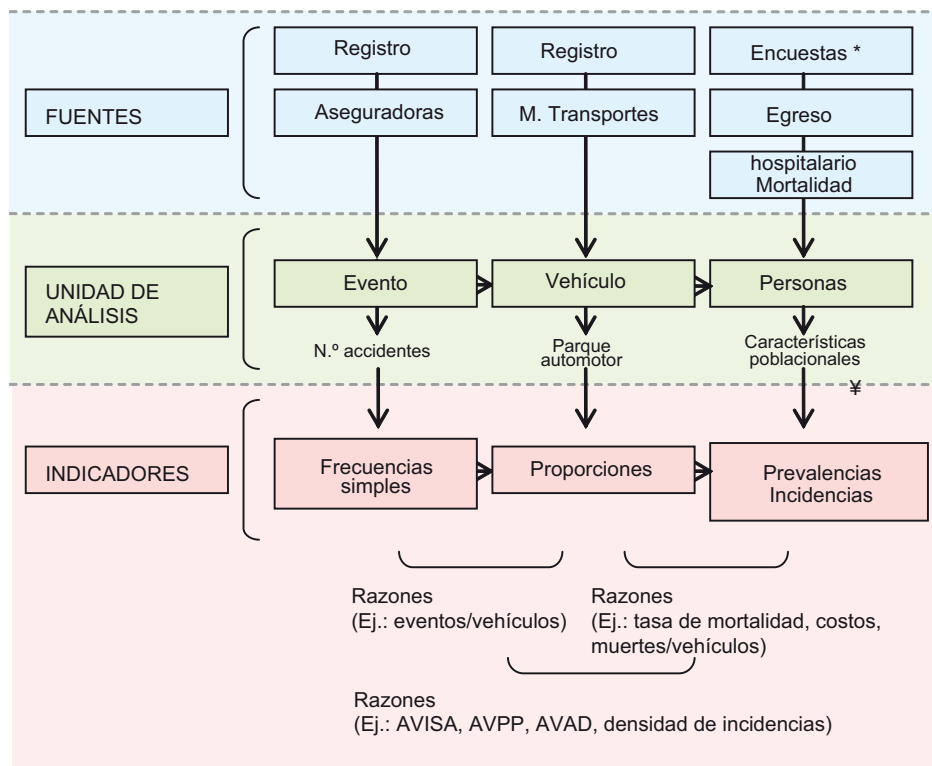 Registro
Registro
Encuestas *
FUENTES
Aseguradoras
M. Transportes
Egreso
hospitalario
Mortalidad
UNIDAD DE
ANÁLISIS
Evento
Vehículo
Personas
N.º accidentes
Parque
automotor
Característícas
poblacionales
¥
INDICADORES
Frecuencias
simples
Proporciones
Prevalencias
Incidencias
Razones
(Ej.: eventos/vehículos)
Razones
(Ej.: tasa de mortalidad, costos,
muertes/vehículos)
Razones
(Ej.: AVISA, AVPP, AVAD, densidad de incidencias)